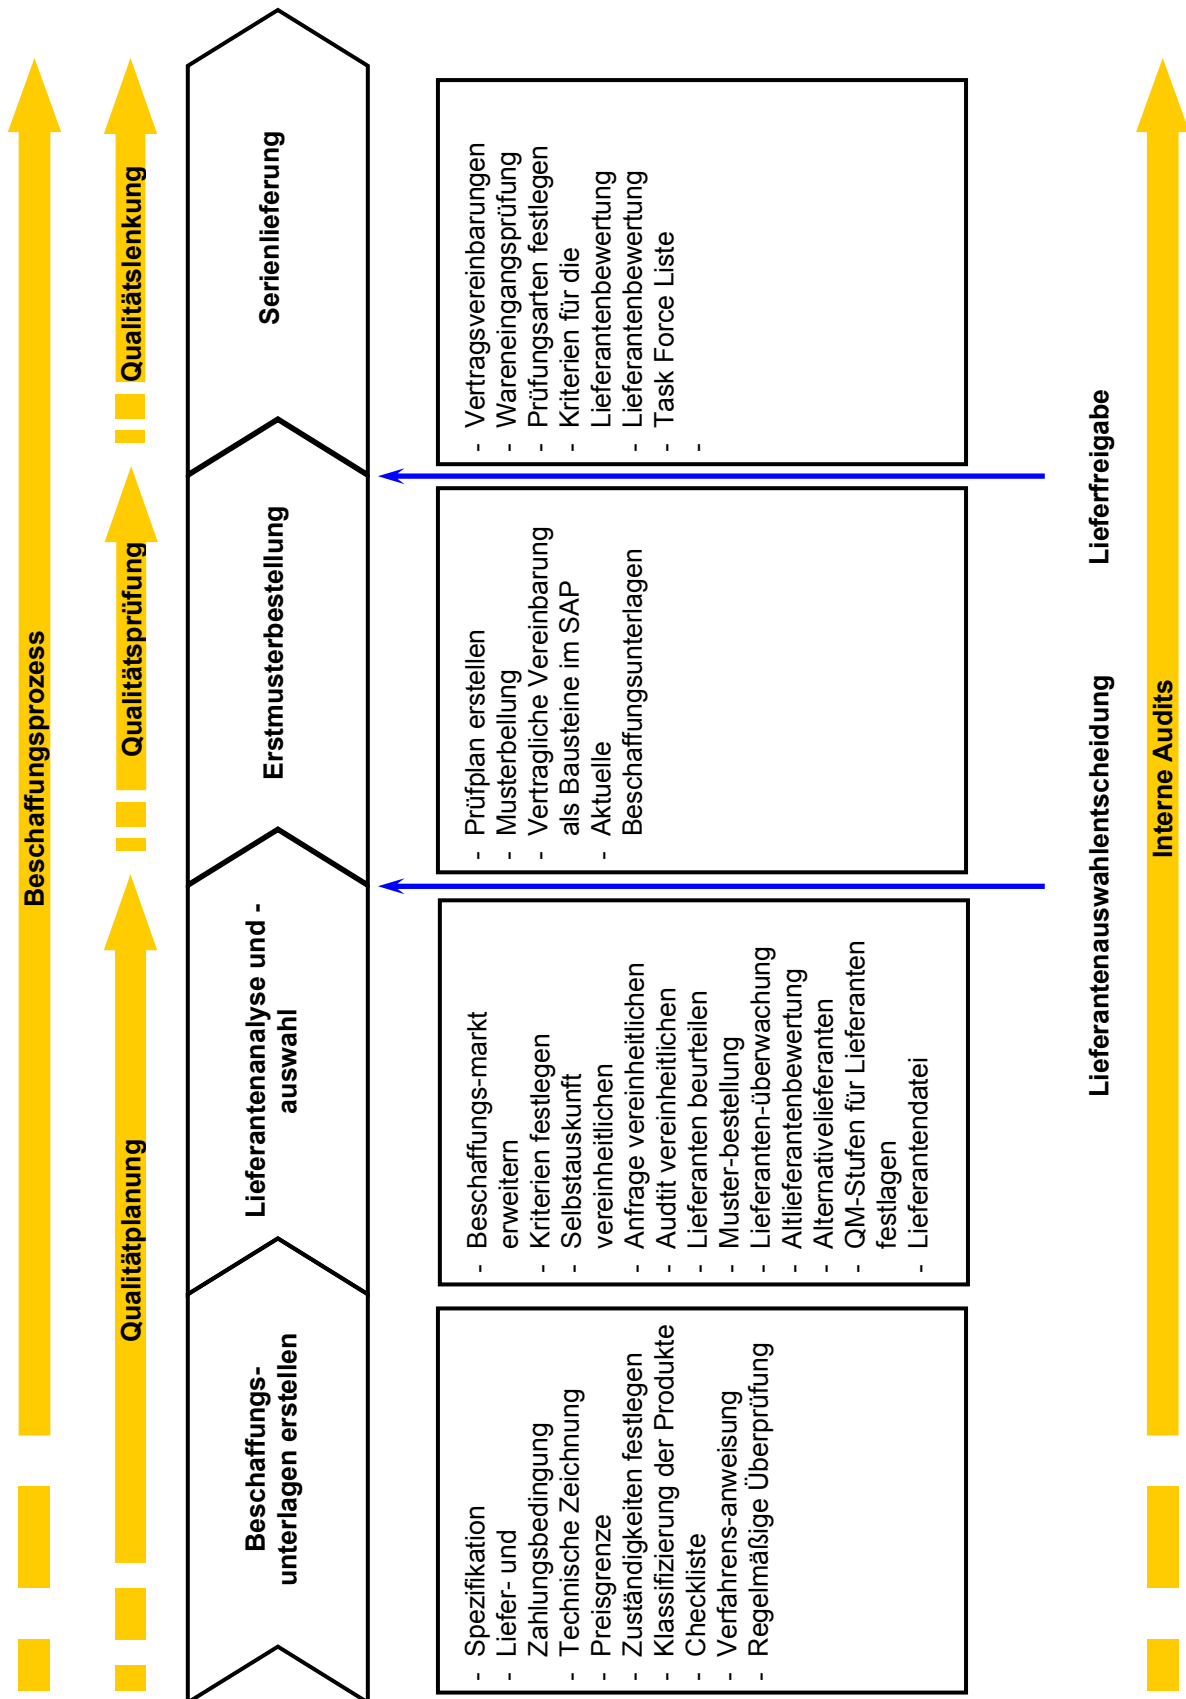 Beschaffungsprozess
Qualitätplanung
Qualitätsprüfung
Qualitätslenkung
Beschaffungs-
unterlagen erstellen
Lieferantenanalyse und -
auswahl
Erstmusterbestellung
Serienlieferung
- Spezifikation
- Liefer- und
Zahlungsbedingung
- Technische Zeichnung
- Preisgrenze
- Zuständigkeiten festlegen
- Klassifizierung der Produkte
- Checkliste
- Verfahrens-anweisung
- Regelmäßige Überprüfung
- Beschaffungs-markt
erweitern
- Kriterien festlegen
- Selbstauskunft
vereinheitlichen
- Anfrage vereinheitlichen
- Audtit vereinheitlichen
- Lieferanten beurteilen
- Muster-bestellung
- Lieferanten-überwachung
- Altlieferantenbewertung
- Alternativelieferanten
- QM-Stufen für Lieferanten
festlagen
- Lieferantendatei
- Prüfplan erstellen
- Musterbellung
- Vertragliche Vereinbarung
als Bausteine im SAP
- Aktuelle
Beschaffungsunterlagen
- Vertragsvereinbarungen
- Wareneingangsprüfung
- Prüfungsarten festlegen
- Kriterien für die
Lieferantenbewertung
- Lieferantenbewertung
- Task Force Liste
-
Lieferantenauswahlentscheidung
Lieferfreigabe
Interne Audits